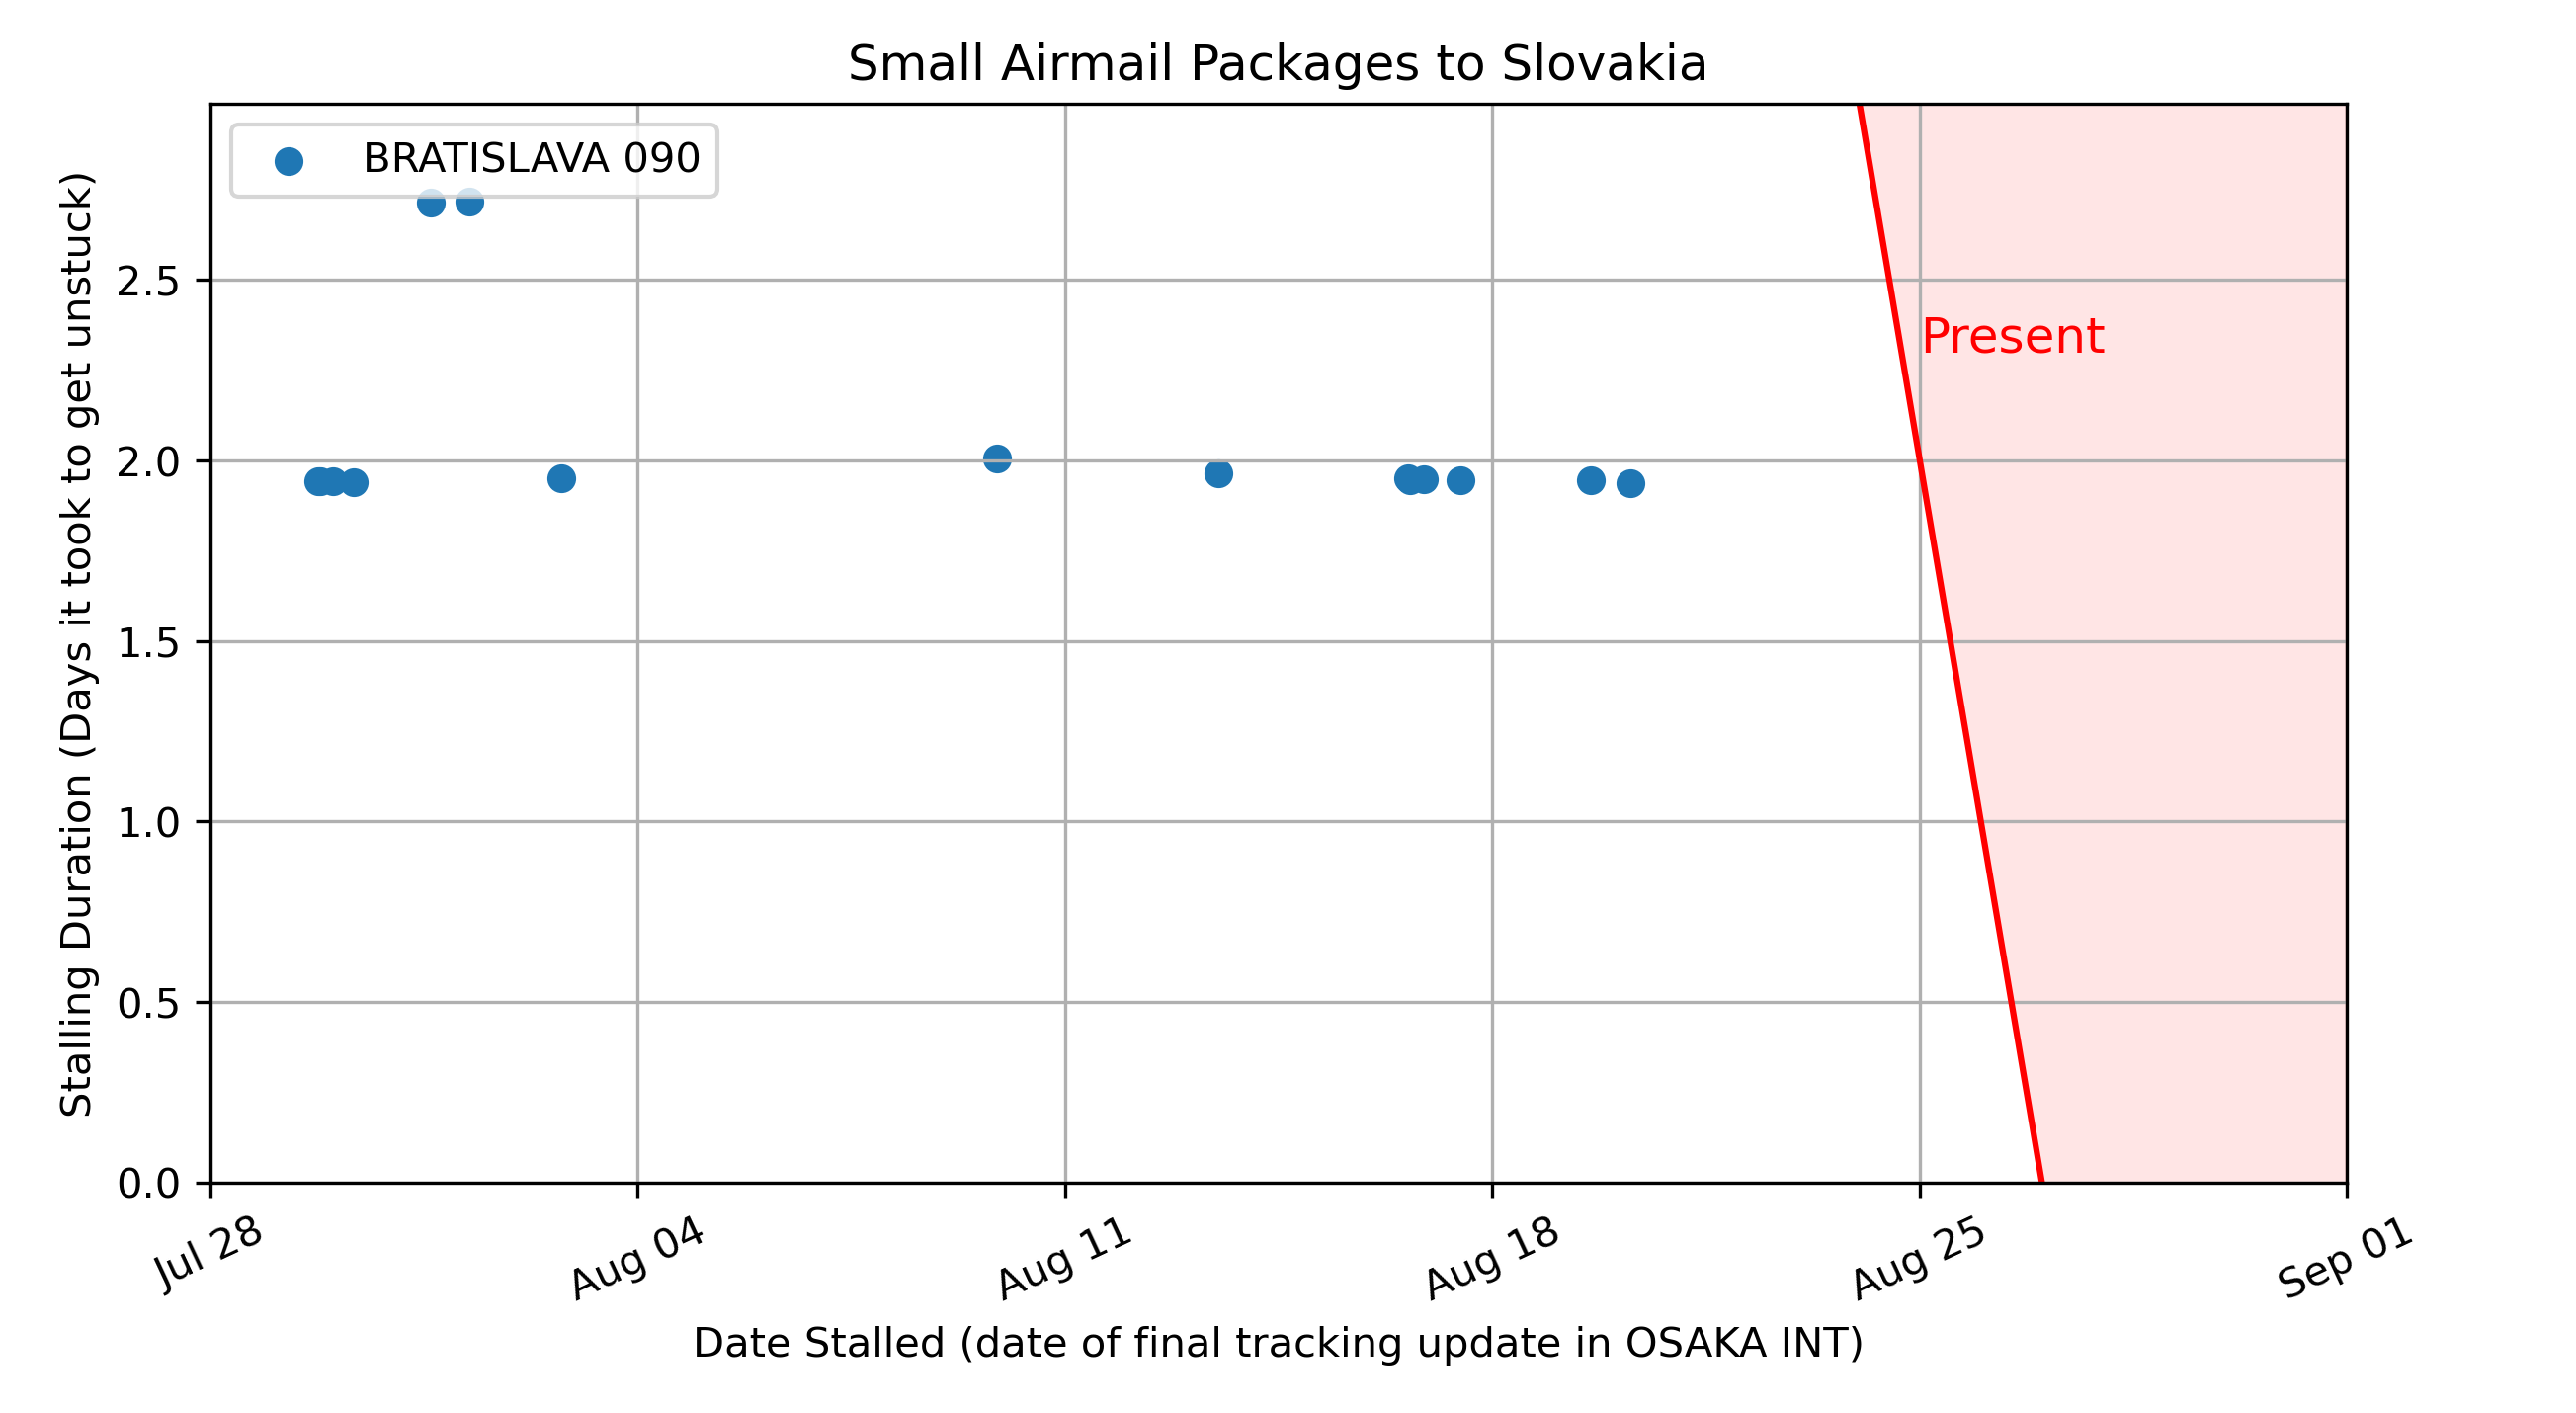 Small Airmail Packages to Slovakia
BRATISLAVA 090
Present
Stalling Duration (Days it took to get unstuck)
2.5
2.0
1.5
1.0
0.5
0.0
Jul 28
Aug 04
Aug 11
Aug 18
Aug 25
Sep 01
Date Stalled (date of final tracking update in OSAKA INT)